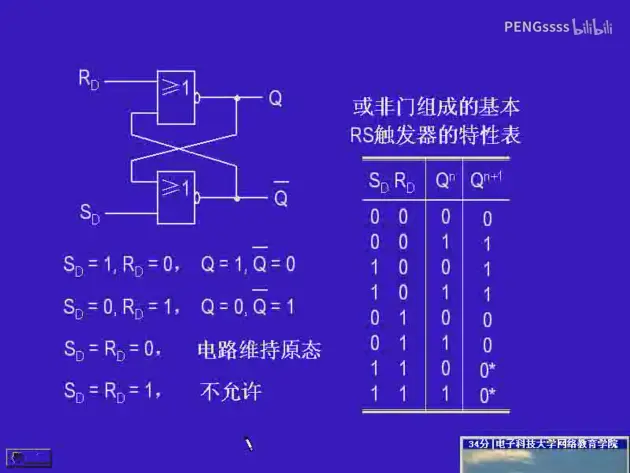 PENGssss bilibili
R_D
≥1
Q
≥1
Q̅
S_D
S_D = 1, R_D = 0, Q = 1, Q̅ = 0
S_D = 0, R_D = 1, Q = 0, Q̅ = 1
S_D = R_D = 0, 电路维持原态
S_D = R_D = 1, 不允许
或非门组成的基本
RS触发器的特性表
S_D R_D Qⁿ Qⁿ⁺¹
0 0 0 0
0 0 1 1
1 0 0 1
1 0 1 1
0 1 0 0
0 1 1 0
1 1 0 0*
1 1 1 0*
34分|电子科技大学网络教育学院